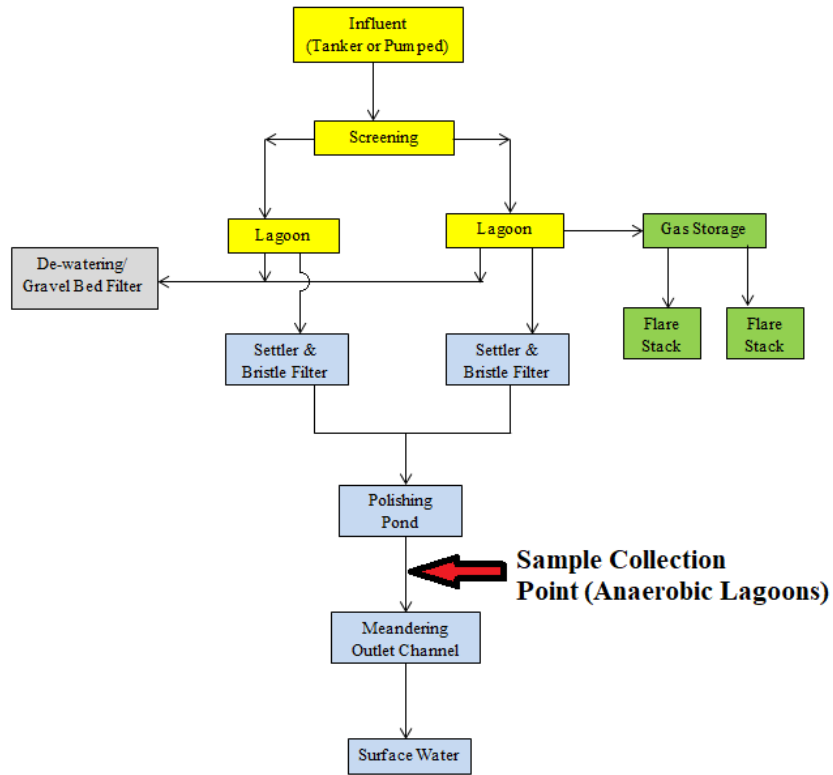 Influent
(Tanker or Pumped)
Screening
Lagoon
Lagoon
Gas Storage
De-watering/
Gravel Bed Filter
Flare
Stack
Flare
Stack
Settler &
Bristle Filter
Settler &
Bristle Filter
Polishing
Pond
Sample Collection
Point (Anaerobic Lagoons)
Meandering
Outlet Channel
Surface Water